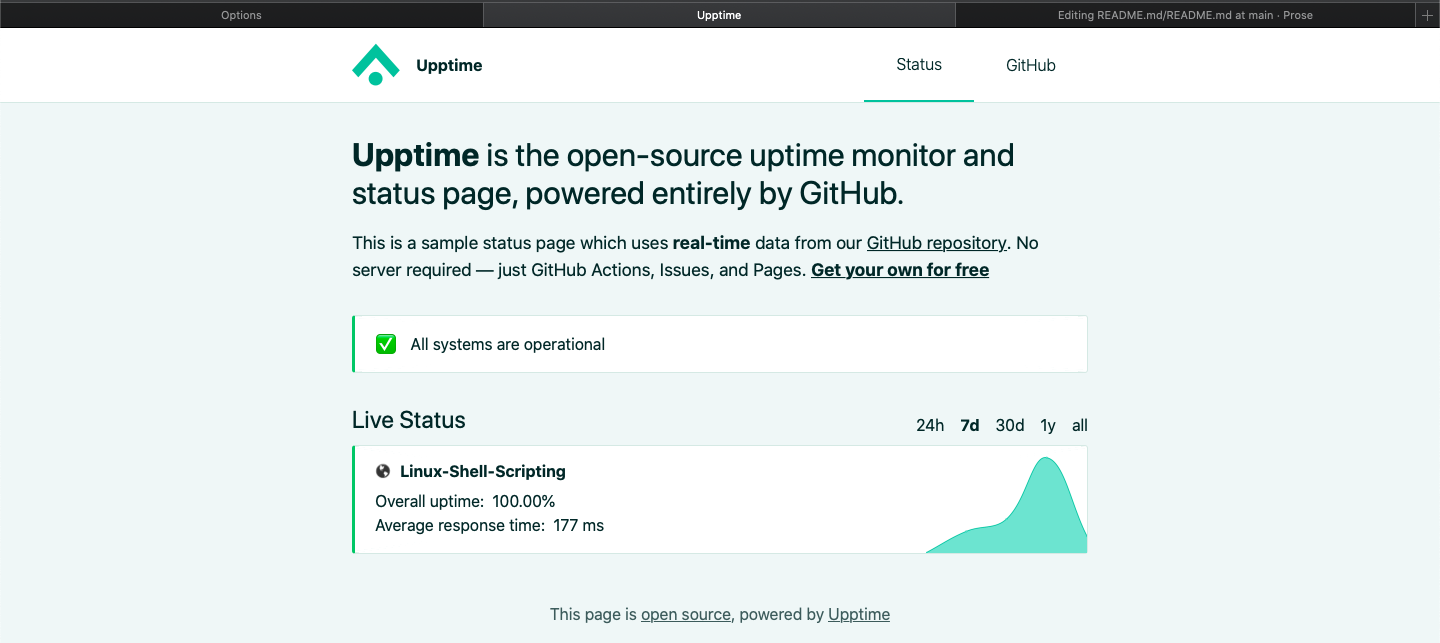 Options
Upptime
Editing README.md/README.md at main · Prose
Upptime
Status
GitHub
Upptime is the open-source uptime monitor and
status page, powered entirely by GitHub.
This is a sample status page which uses real-time data from our GitHub repository. No
server required — just GitHub Actions, Issues, and Pages. Get your own for free
All systems are operational
Live Status
24h 7d 30d 1y all
Linux-Shell-Scripting
Overall uptime: 100.00%
Average response time: 177 ms
This page is open source, powered by Upptime